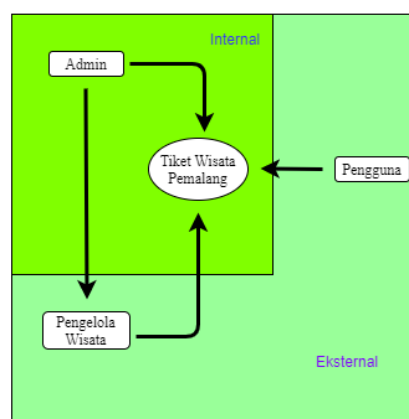 Internal
Admin
Tiket Wisata
Pemalang
Pengguna
Pengelola
Wisata
Eksternal